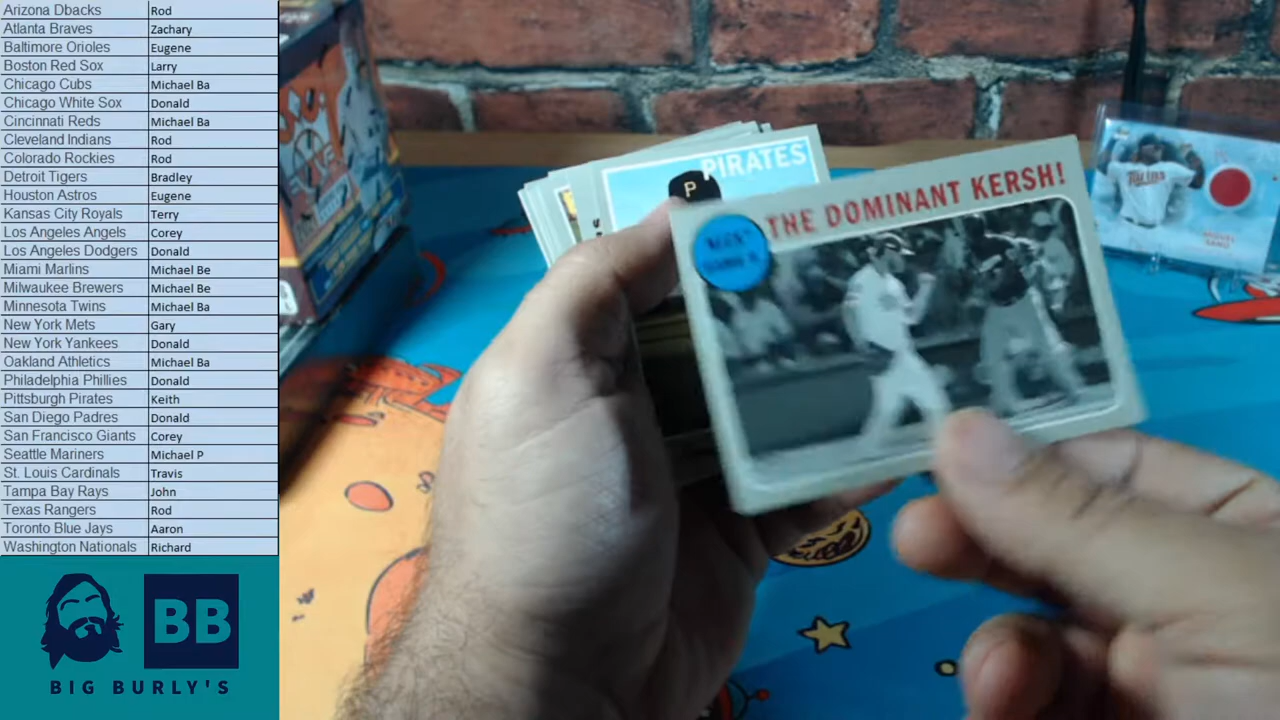 Arizona Dbacks Rod
Atlanta Braves Zachary
Baltimore Orioles Eugene
Boston Red Sox Larry
Chicago Cubs Michael Ba
Chicago White Sox Donald
Cincinnati Reds Michael Ba
Cleveland Indians Rod
Colorado Rockies Rod
Detroit Tigers Bradley
Houston Astros Eugene
Kansas City Royals Terry
Los Angeles Angels Corey
Los Angeles Dodgers Donald
Miami Marlins Michael Be
Milwaukee Brewers Michael Be
Minnesota Twins Michael Ba
New York Mets Gary
New York Yankees Donald
Oakland Athletics Michael Ba
Philadelphia Phillies Donald
Pittsburgh Pirates Keith
San Diego Padres Donald
San Francisco Giants Corey
Seattle Mariners Michael P
St. Louis Cardinals Travis
Tampa Bay Rays John
Texas Rangers Rod
Toronto Blue Jays Aaron
Washington Nationals Richard
BB
BIG BURLY'S
PIRATES
P
THE DOMINANT KERSH!
Twins